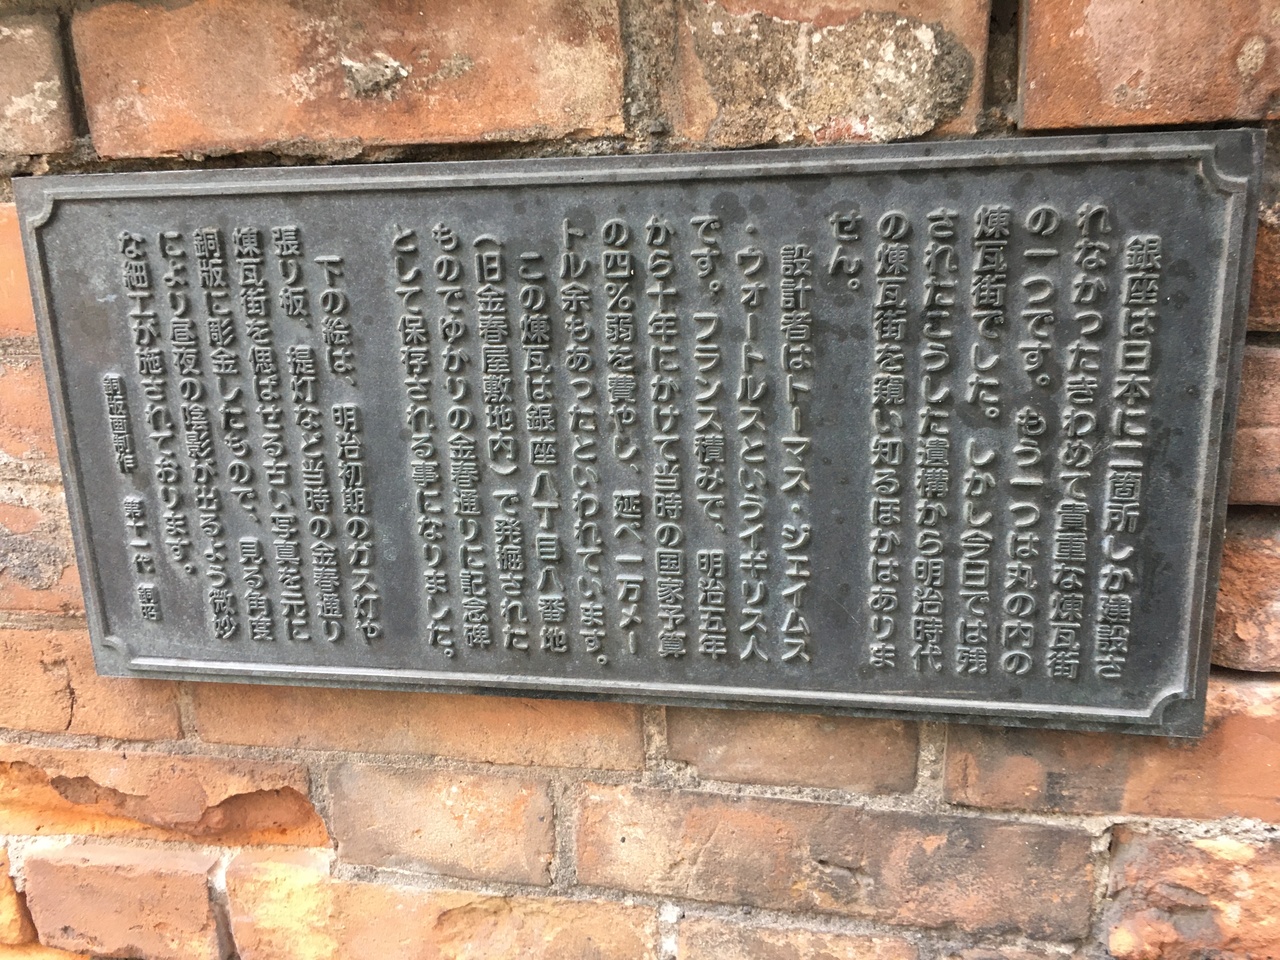 銀座は日本に二箇所しか建設さ
れなかったきわめて貴重な煉瓦街
の一つです。もう一つは丸の内の
煉瓦街でした。しかし今日では残
されたこうした遺構から明治時代
の煉瓦街を窺い知るほかはありま
せん。
設計者はトーマス・ジェイムス
・ウォートルスというイギリス人
です。フランス積みで、明治五年
から十年にかけて当時の国家予算
の四%弱を費やし、延べ一万メー
トル余もあったといわれています。
この煉瓦は銀座八丁目八番地
(旧金春屋敷地内)で発掘された
ものでゆかりの金春通りに記念碑
として保存される事になりました。
下の絵は、明治初期のガス灯や
張り板、提灯など当時の金春通り
煉瓦街を偲ばせる古い写真を元に
銅版に彫金したもので、見る角度
により昼夜の陰影が出るよう微妙
な細工が施されております。
銅版画制作 第十一代 銅昭